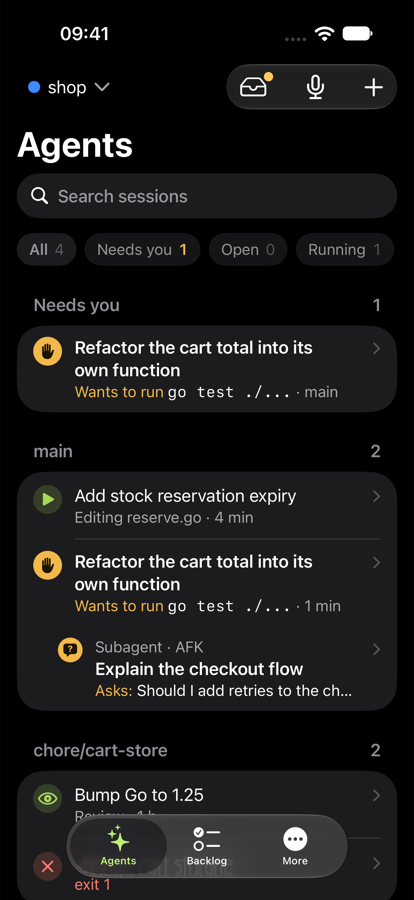 09:41
shop
Agents
Search sessions
All 4
Needs you 1
Open 0
Running 1
Needs you 1
Refactor the cart total into its
own function
Wants to run go test ./... · main
main 2
Add stock reservation expiry
Editing reserve.go · 4 min
Refactor the cart total into its
own function
Wants to run go test ./... · 1 min
Subagent · AFK
Explain the checkout flow
Asks: Should I add retries to the ch...
chore/cart-store 2
Bump Go to 1.25
Agents
Backlog
More
exit 1